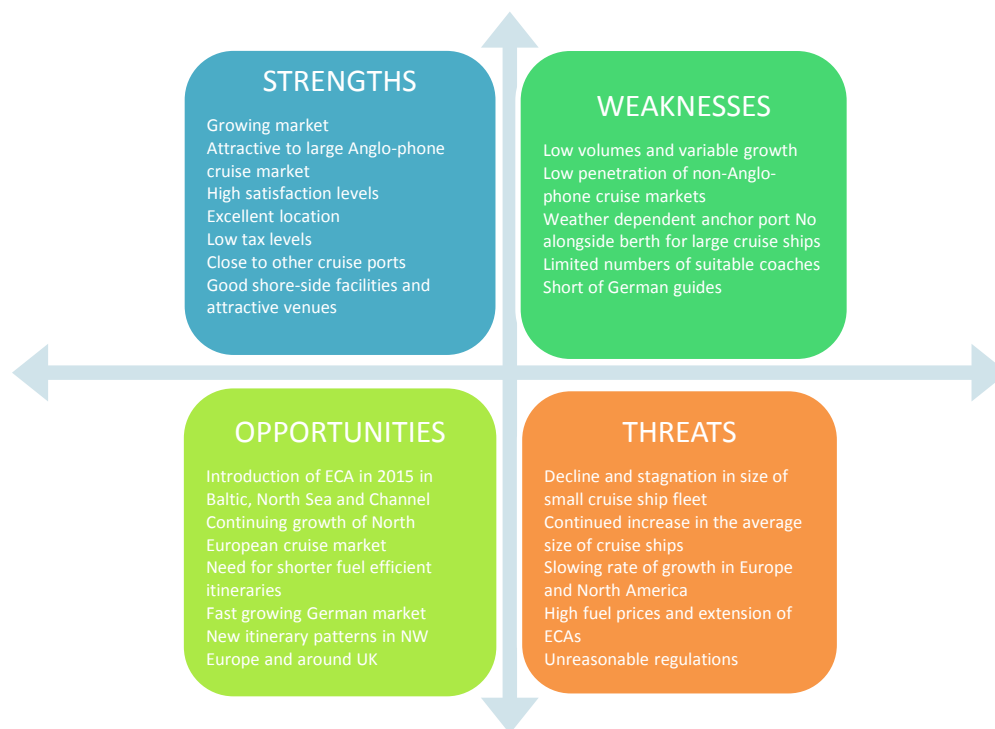 STRENGTHS
Growing market
Attractive to large Anglo-phone
cruise market
High satisfaction levels
Excellent location
Low tax levels
Close to other cruise ports
Good shore-side facilities and
attractive venues
WEAKNESSES
Low volumes and variable growth
Low penetration of non-Anglo-
phone cruise markets
Weather dependent anchor port No
alongside berth for large cruise ships
Limited numbers of suitable coaches
Short of German guides
OPPORTUNITIES
Introduction of ECA in 2015 in
Baltic, North Sea and Channel
Continuing growth of North
European cruise market
Need for shorter fuel efficient
itineraries
Fast growing German market
New itinerary patterns in NW
Europe and around UK
THREATS
Decline and stagnation in size of
small cruise ship fleet
Continued increase in the average
size of cruise ships
Slowing rate of growth in Europe
and North America
High fuel prices and extension of
ECAs
Unreasonable regulations